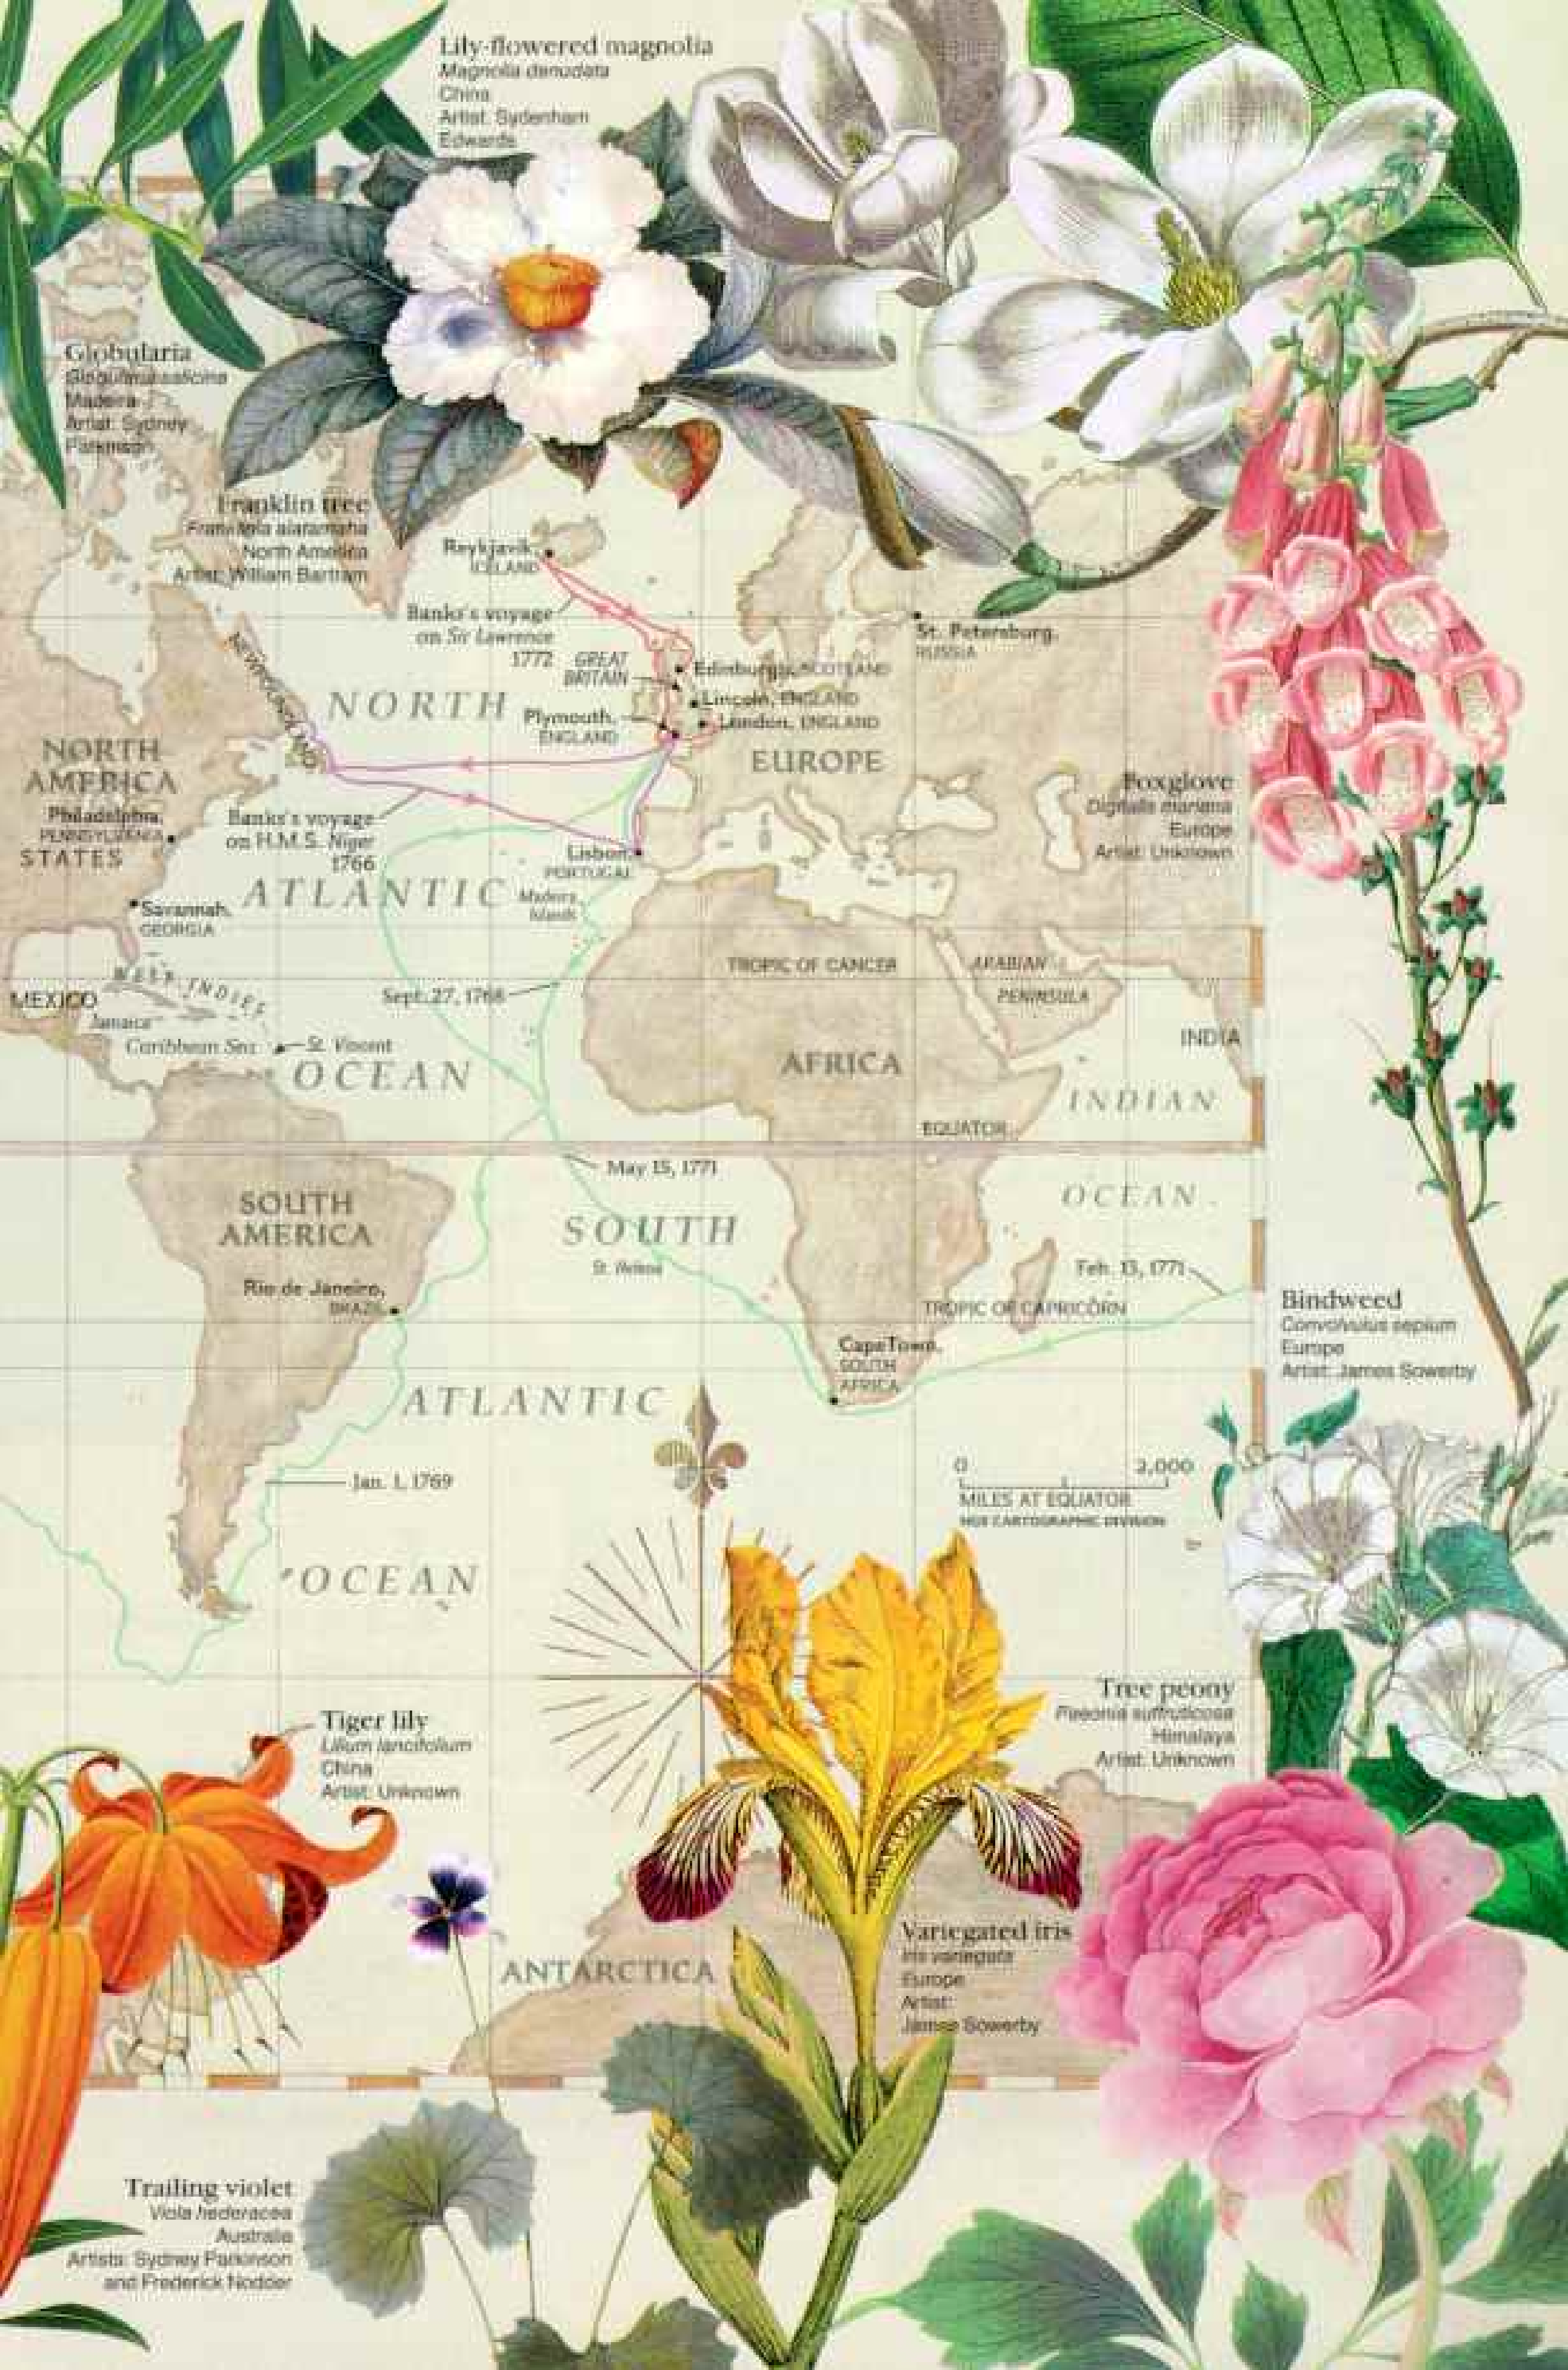 Lily-flowered magnolia
Magnolia denudata
China
Artist: Sydenham
Edwards
Globularia
Madeira
Artist: Sydney
Parkinson
Franklin tree
Franklinia alatamaha
North America
Artist: William Bartram
Reykjavik,
ICELAND
Banks's voyage
on Sir Lawrence
1772
GREAT
BRITAIN
St. Petersburg,
RUSSIA
Edinburgh, SCOTLAND
Lincoln, ENGLAND
London, ENGLAND
Plymouth,
ENGLAND
NEWFOUNDLAND
NORTH
ATLANTIC
OCEAN
NORTH
AMERICA
EUROPE
Philadelphia,
PENNSYLVANIA
STATES
Banks's voyage
on H.M.S. Niger
1766
Lisbon,
PORTUGAL
Madeira
Islands
Foxglove
Digitalis mariana
Europe
Artist: Unknown
Savannah,
GEORGIA
WEST INDIES
MEXICO
Jamaica
Caribbean Sea
St. Vincent
Sept. 27, 1768
TROPIC OF CANCER
ARABIAN
PENINSULA
INDIA
AFRICA
INDIAN
OCEAN
EQUATOR
May 15, 1771
SOUTH
AMERICA
SOUTH
ATLANTIC
OCEAN
St. Helena
Rio de Janeiro,
BRAZIL
Feb. 13, 1771
TROPIC OF CAPRICORN
Cape Town,
SOUTH
AFRICA
Bindweed
Convolvulus sepium
Europe
Artist: James Sowerby
Jan. 1, 1769
0 2,000
MILES AT EQUATOR
NGS CARTOGRAPHIC DIVISION
Tiger lily
Lilium lancifolium
China
Artist: Unknown
Tree peony
Paeonia suffruticosa
Himalaya
Artist: Unknown
ANTARCTICA
Variegated iris
Iris variegata
Europe
Artist:
James Sowerby
Trailing violet
Viola hederacea
Australia
Artists: Sydney Parkinson
and Frederick Nodder